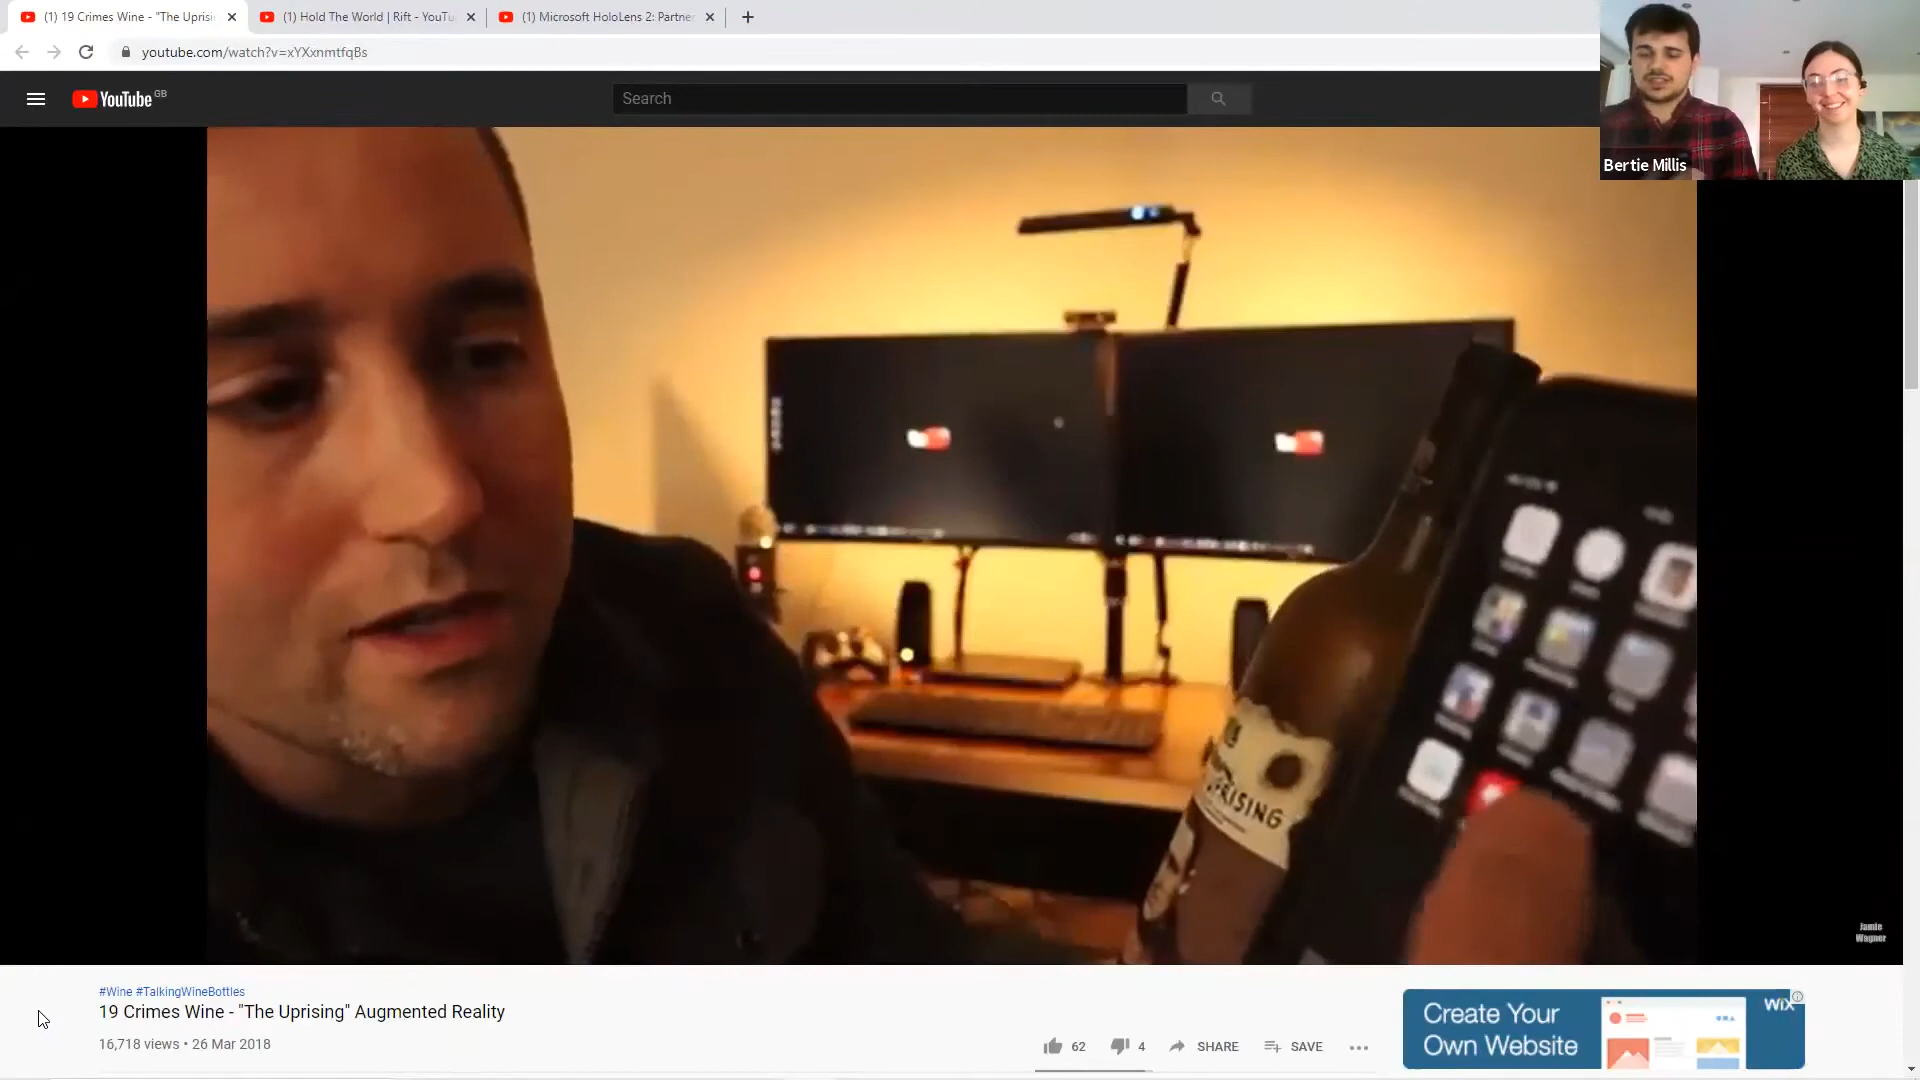 (1) 19 Crimes Wine - "The Uprisi
(1) Hold The World | Rift - YouTu
(1) Microsoft HoloLens 2: Partner
youtube.com/watch?v=xYXxnmtfqBs
YouTube GB
Search
Bertie Millis
PRISING
Jamie
Wagner
#Wine #TalkingWineBottles
19 Crimes Wine - "The Uprising" Augmented Reality
16,718 views • 26 Mar 2018
62
4
SHARE
SAVE
Create Your
Own Website
WiX